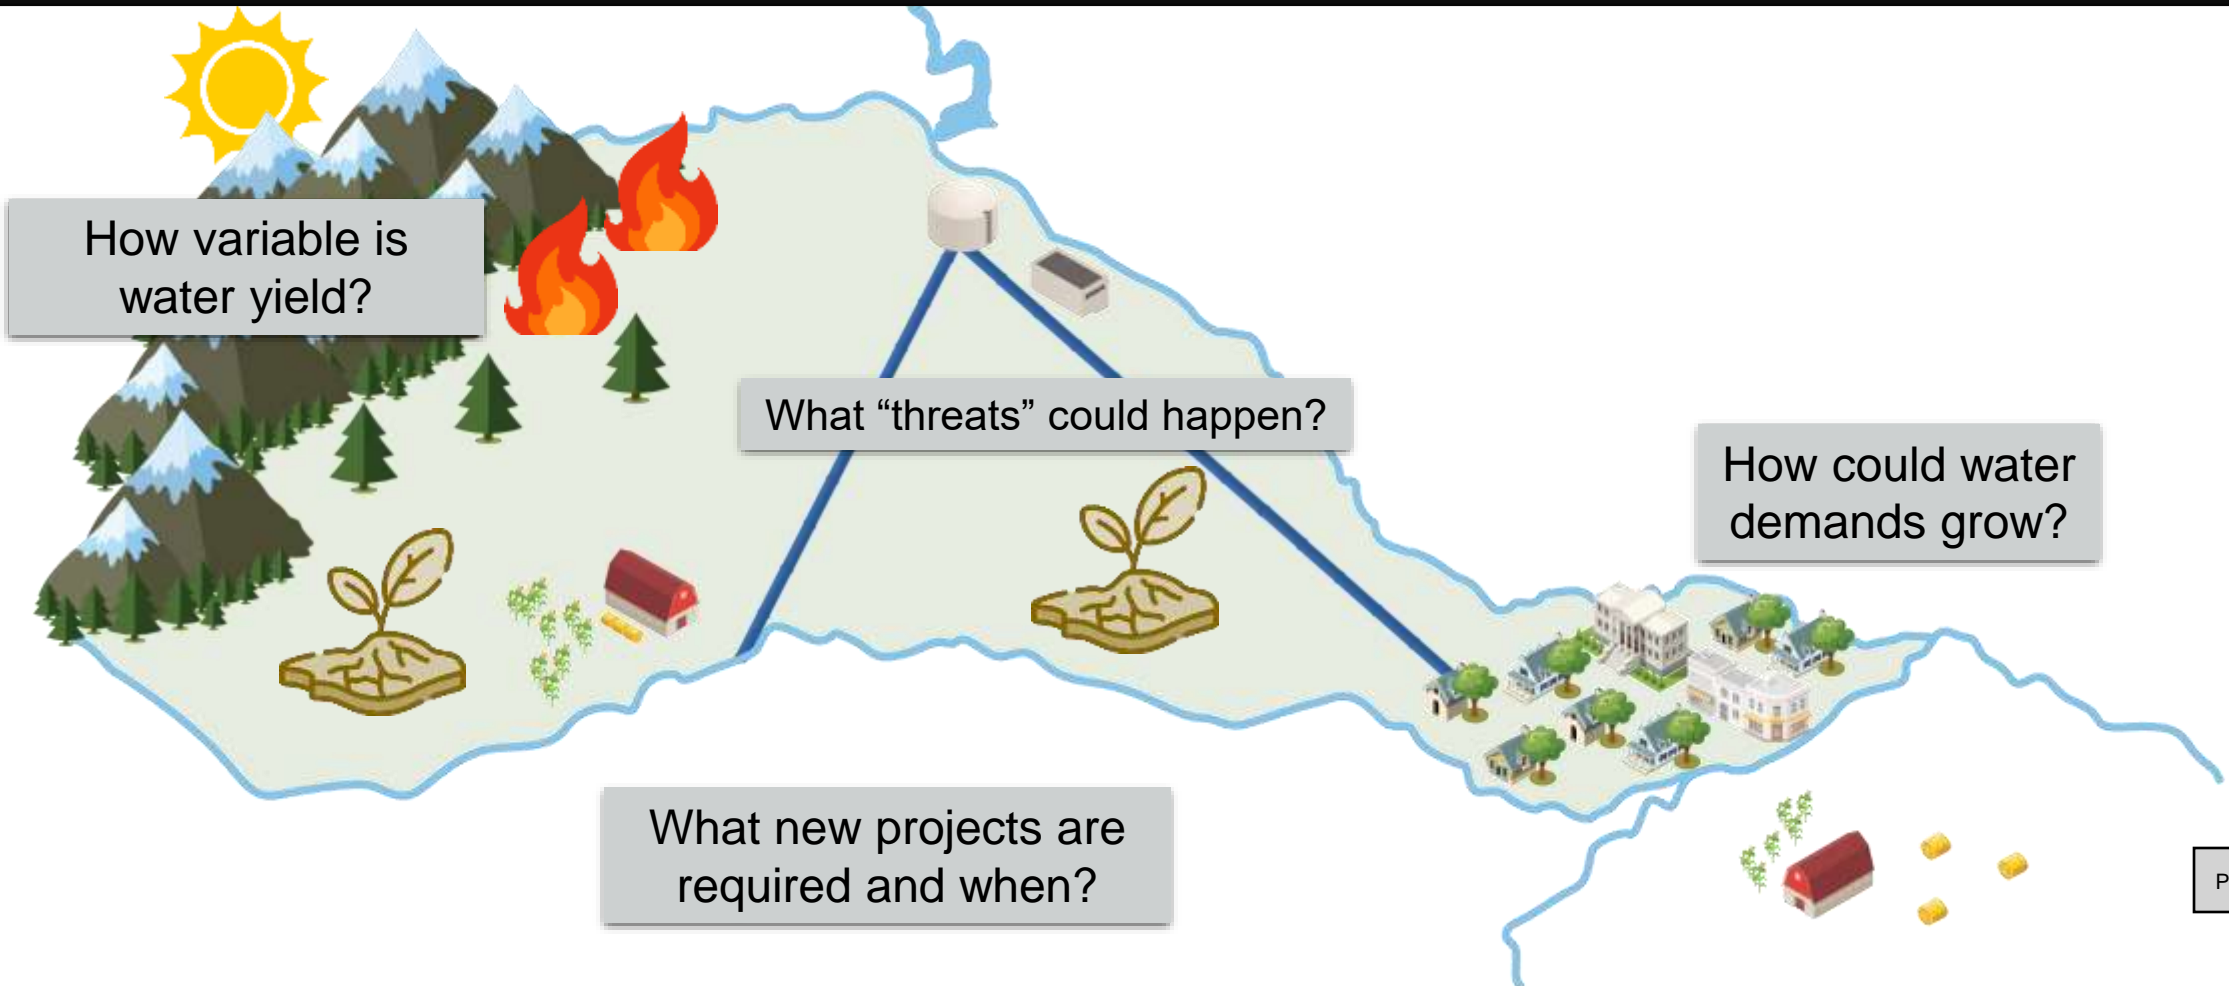 How variable is
water yield?
What “threats” could happen?
How could water
demands grow?
What new projects are
required and when?
P